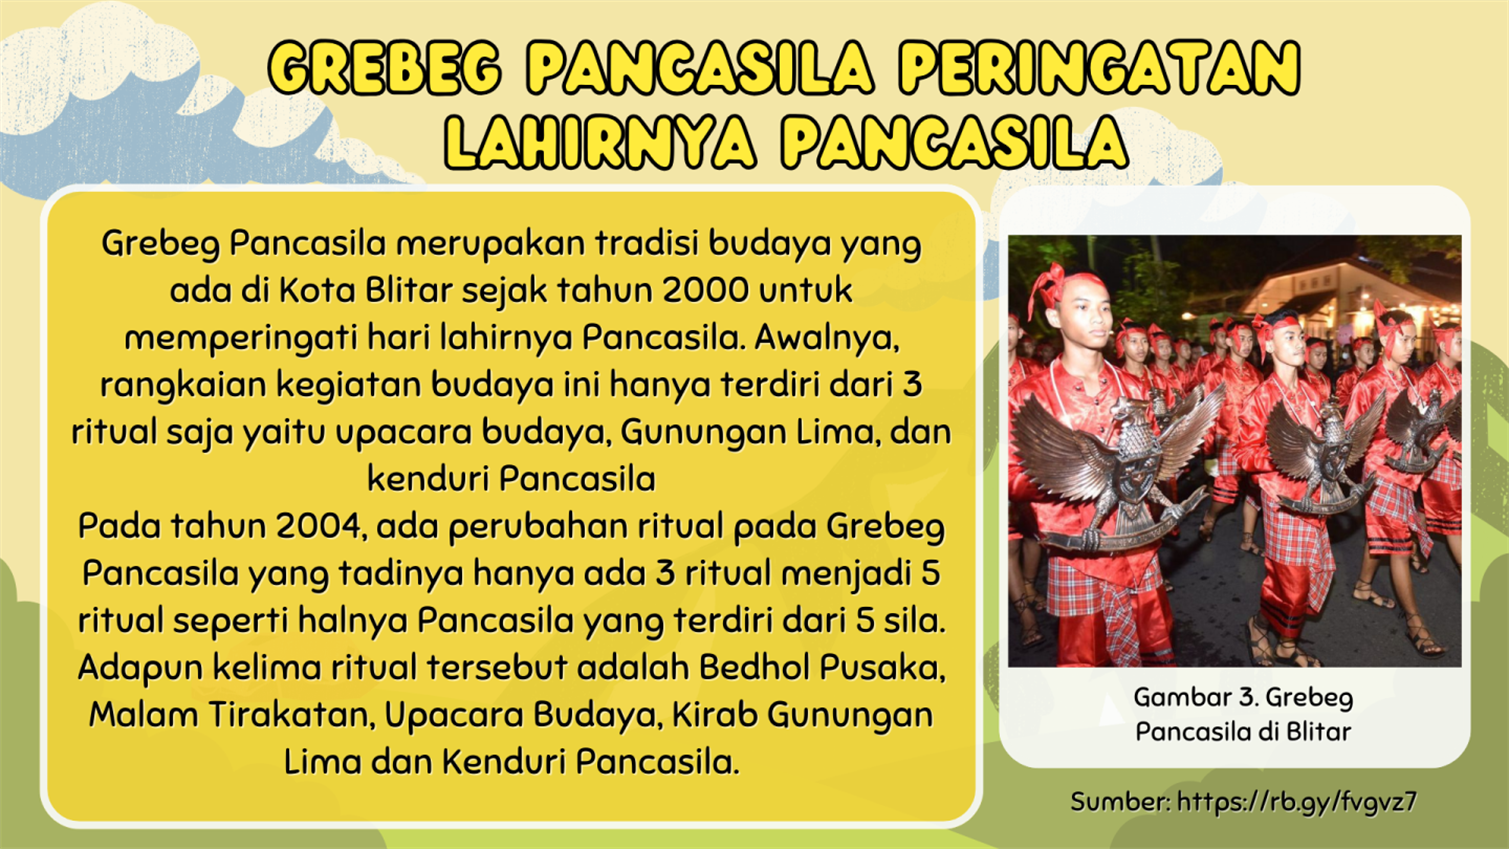 GREBEG PANCASILA PERINGATAN
LAHIRNYA PANCASILA
Grebeg Pancasila merupakan tradisi budaya yang
ada di Kota Blitar sejak tahun 2000 untuk
memperingati hari lahirnya Pancasila. Awalnya,
rangkaian kegiatan budaya ini hanya terdiri dari 3
ritual saja yaitu upacara budaya, Gunungan Lima, dan
kenduri Pancasila
Pada tahun 2004, ada perubahan ritual pada Grebeg
Pancasila yang tadinya hanya ada 3 ritual menjadi 5
ritual seperti halnya Pancasila yang terdiri dari 5 sila.
Adapun kelima ritual tersebut adalah Bedhol Pusaka,
Malam Tirakatan, Upacara Budaya, Kirab Gunungan
Lima dan Kenduri Pancasila.
Gambar 3. Grebeg
Pancasila di Blitar
Sumber: https://rb.gy/fvgvz7